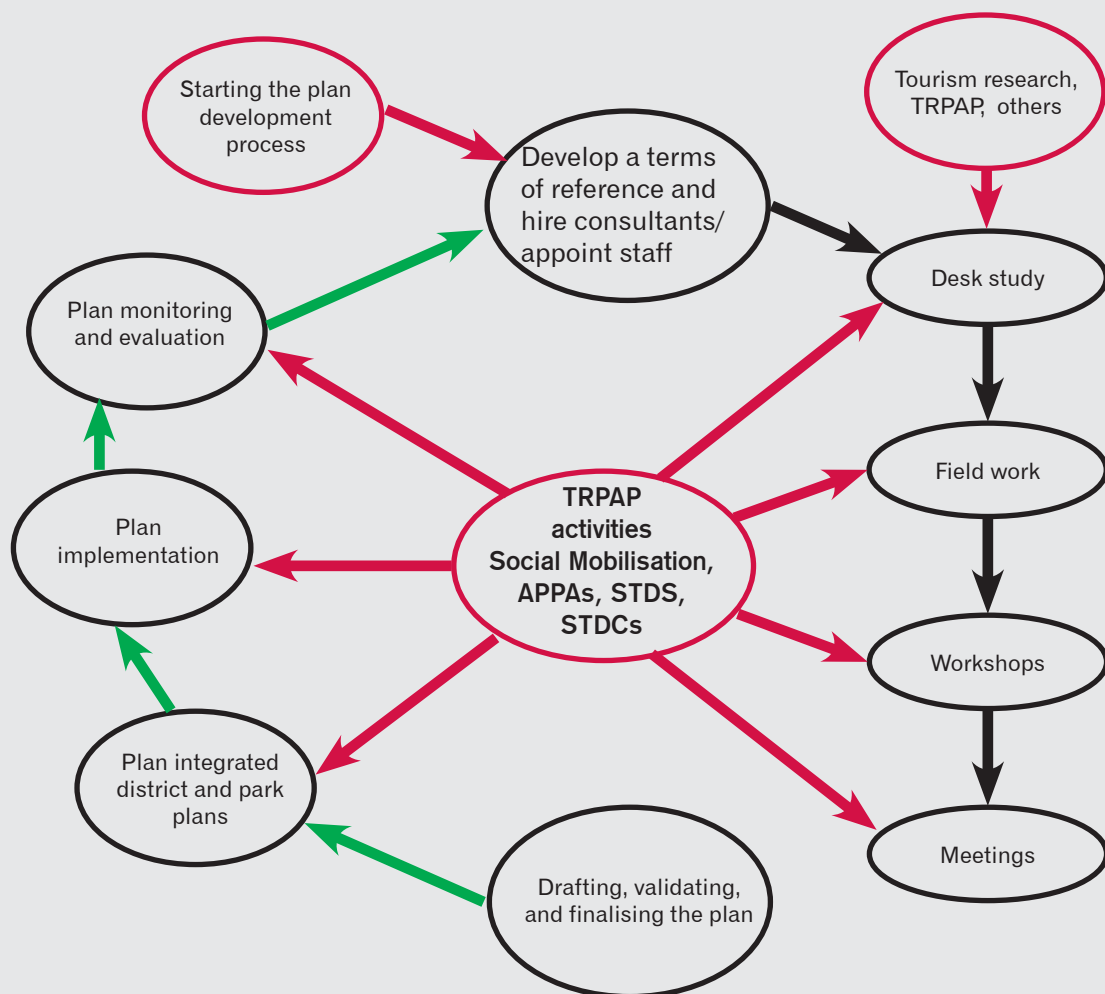 Starting the plan
development
process
Tourism research,
TRPAP, others
Develop a terms
of reference and
hire consultants/
appoint staff
Desk study
Plan monitoring
and evaluation
Field work
TRPAP
activities
Social Mobilisation,
APPAs, STDS,
STDCs
Plan
implementation
Workshops
Plan integrated
district and park
plans
Meetings
Drafting, validating,
and finalising the plan